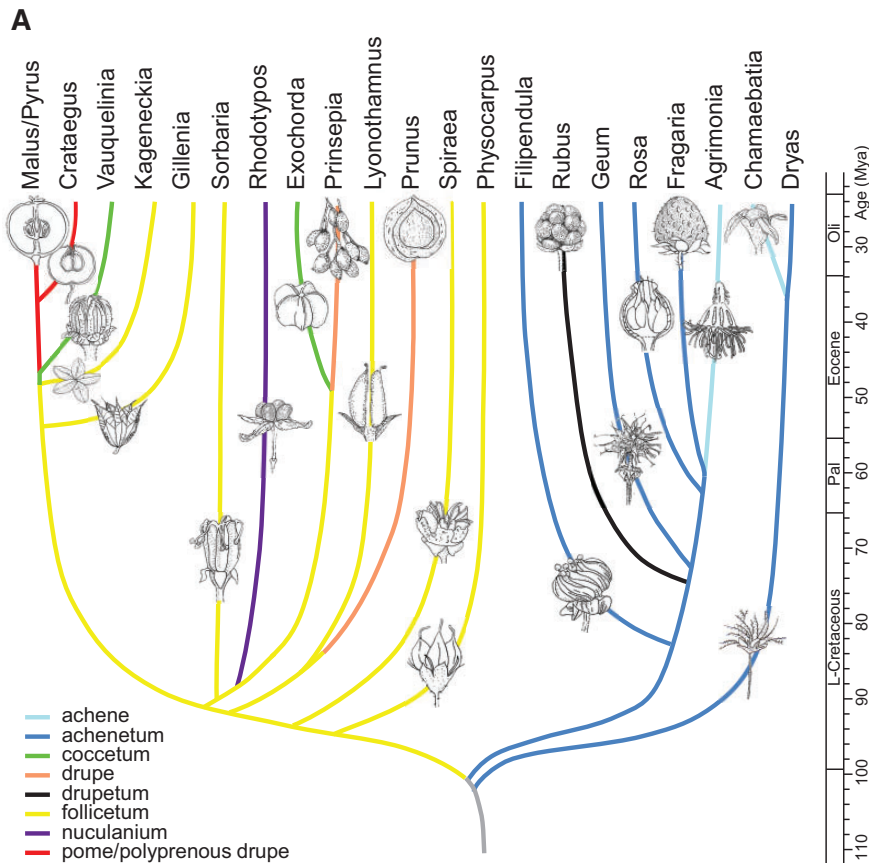 A
Malus/Pyrus
Crataegus
Vauquelinia
Kageneckia
Gillenia
Sorbaria
Rhodotypos
Exochorda
Prinsepia
Lyonothamnus
Prunus
Spiraea
Physocarpus
Filipendula
Rubus
Geum
Rosa
Fragaria
Agrimonia
Chamaebatia
Dryas
Age (Mya)
Oli
Eocene
Pal
L-Cretaceous
30
40
50
60
70
80
90
100
110
achene
achenetum
coccetum
drupe
drupetum
follicetum
nuculanium
pome/polyprenous drupe